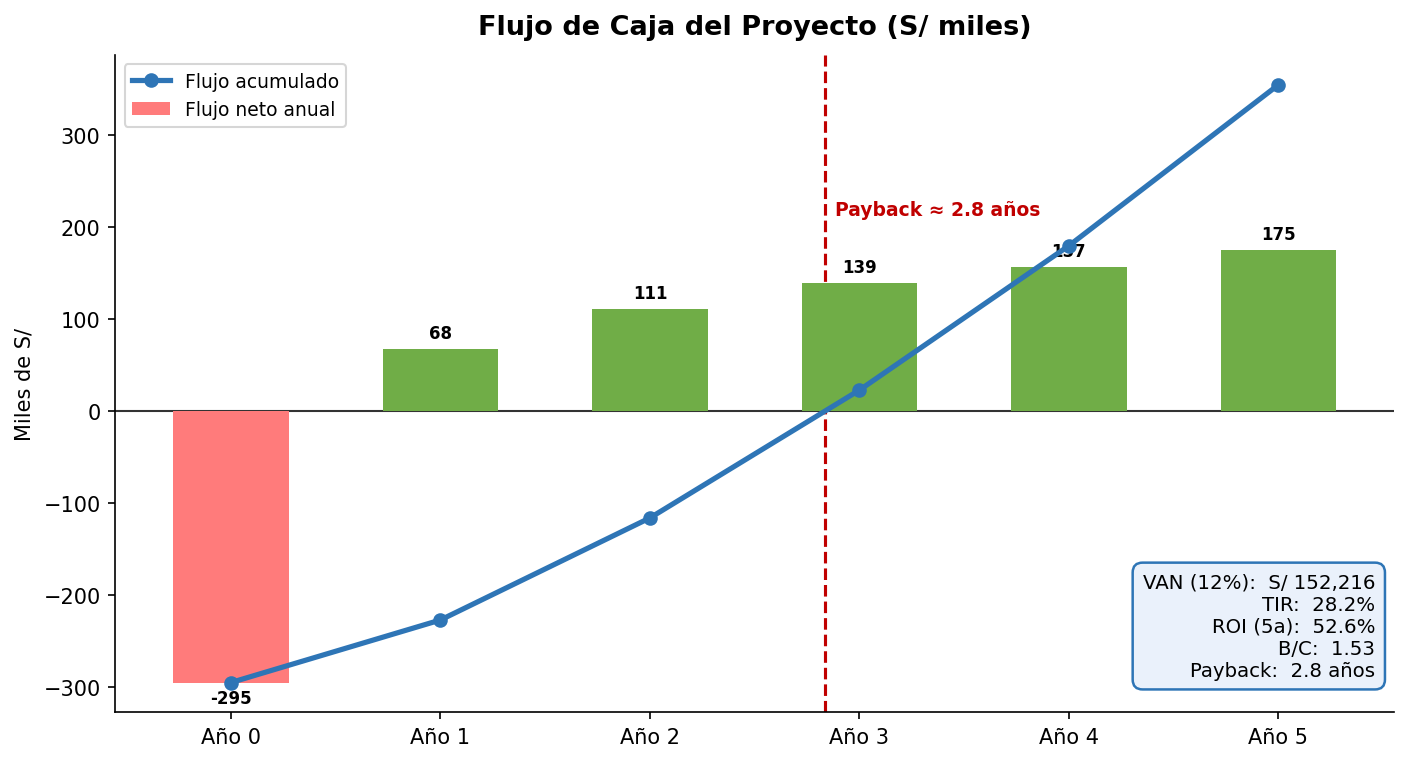 Flujo de Caja del Proyecto (S/ miles)
Flujo acumulado
Flujo neto anual
Miles de S/
300
200
100
0
−100
−200
−300
Payback ≈ 2.8 años
-295
68
111
139
157
175
VAN (12%): S/ 152,216
TIR: 28.2%
ROI (5a): 52.6%
B/C: 1.53
Payback: 2.8 años
Año 0
Año 1
Año 2
Año 3
Año 4
Año 5